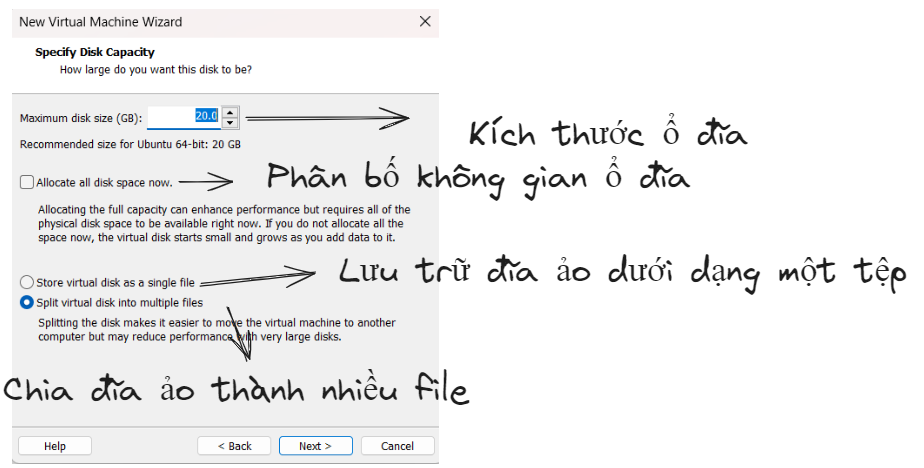 New Virtual Machine Wizard
Specify Disk Capacity
How large do you want this disk to be?
Maximum disk size (GB): 20.0
Kích thước ổ đĩa
Recommended size for Ubuntu 64-bit: 20 GB
Allocate all disk space now.
Phân bố không gian ổ đĩa
Allocating the full capacity can enhance performance but requires all of the
physical disk space to be available right now. If you do not allocate all the
space now, the virtual disk starts small and grows as you add data to it.
Store virtual disk as a single file
Lưu trữ đĩa ảo dưới dạng một tệp
Split virtual disk into multiple files
Splitting the disk makes it easier to move the virtual machine to another
computer but may reduce performance with very large disks.
Chia đĩa ảo thành nhiều file
Help
< Back
Next >
Cancel